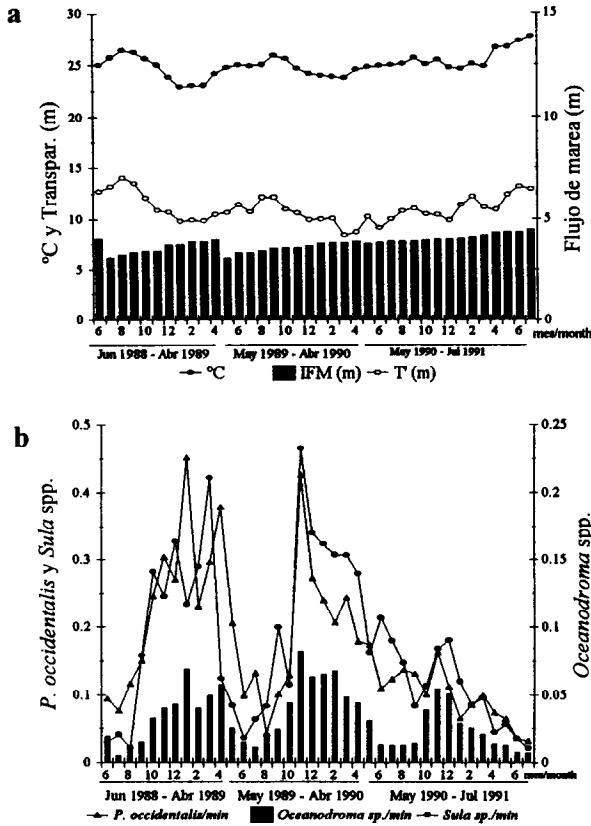 a
30
25
20
15
10
5
0
ºC y Transpar. (m)
15
10
5
0
Flujo de marea (m)
6 8 10 12 2 4 6 8 10 12 2 4 6 8 10 12 2 4 6 mes/month
Jun 1988 - Abr 1989 May 1989 - Abr 1990 May 1990 - Jul 1991
ºC IFM (m) T' (m)
b
0.5
0.4
0.3
0.2
0.1
0
P. occidentalis y Sula spp.
0.25
0.2
0.15
0.1
0.05
0
Oceanodroma spp.
6 8 10 12 2 4 6 8 10 12 2 4 6 8 10 12 2 4 6 mes/month
Jun 1988 - Abr 1989 May 1989 - Abr 1990 May 1990 - Jul 1991
P. occidentalis/min Oceanodroma sp./min Sula sp./min